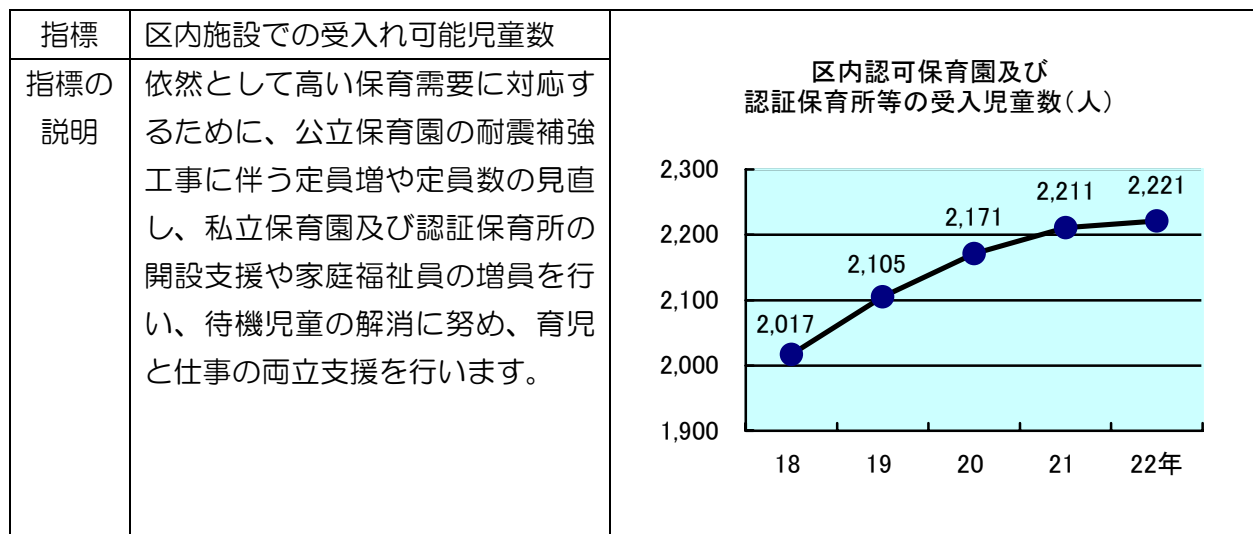 指標
区内施設での受入れ可能児童数
指標の
説明
依然として高い保育需要に対応す
るために、公立保育園の耐震補強
工事に伴う定員増や定員数の見直
し、私立保育園及び認証保育所の
開設支援や家庭福祉員の増員を行
い、待機児童の解消に努め、育児
と仕事の両立支援を行います。
区内認可保育園及び
認証保育所等の受入児童数(人)
2,300
2,200
2,100
2,000
1,900
2,017
2,105
2,171
2,211
2,221
18 19 20 21 22年